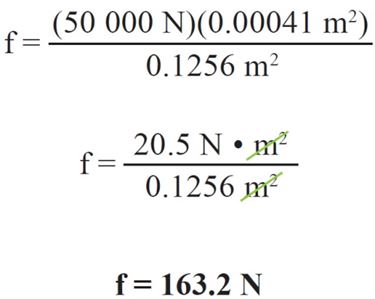 f = (50 000 N)(0.00041 m²)
0.1256 m²
f = 20.5 N • m²
0.1256 m²
f = 163.2 N